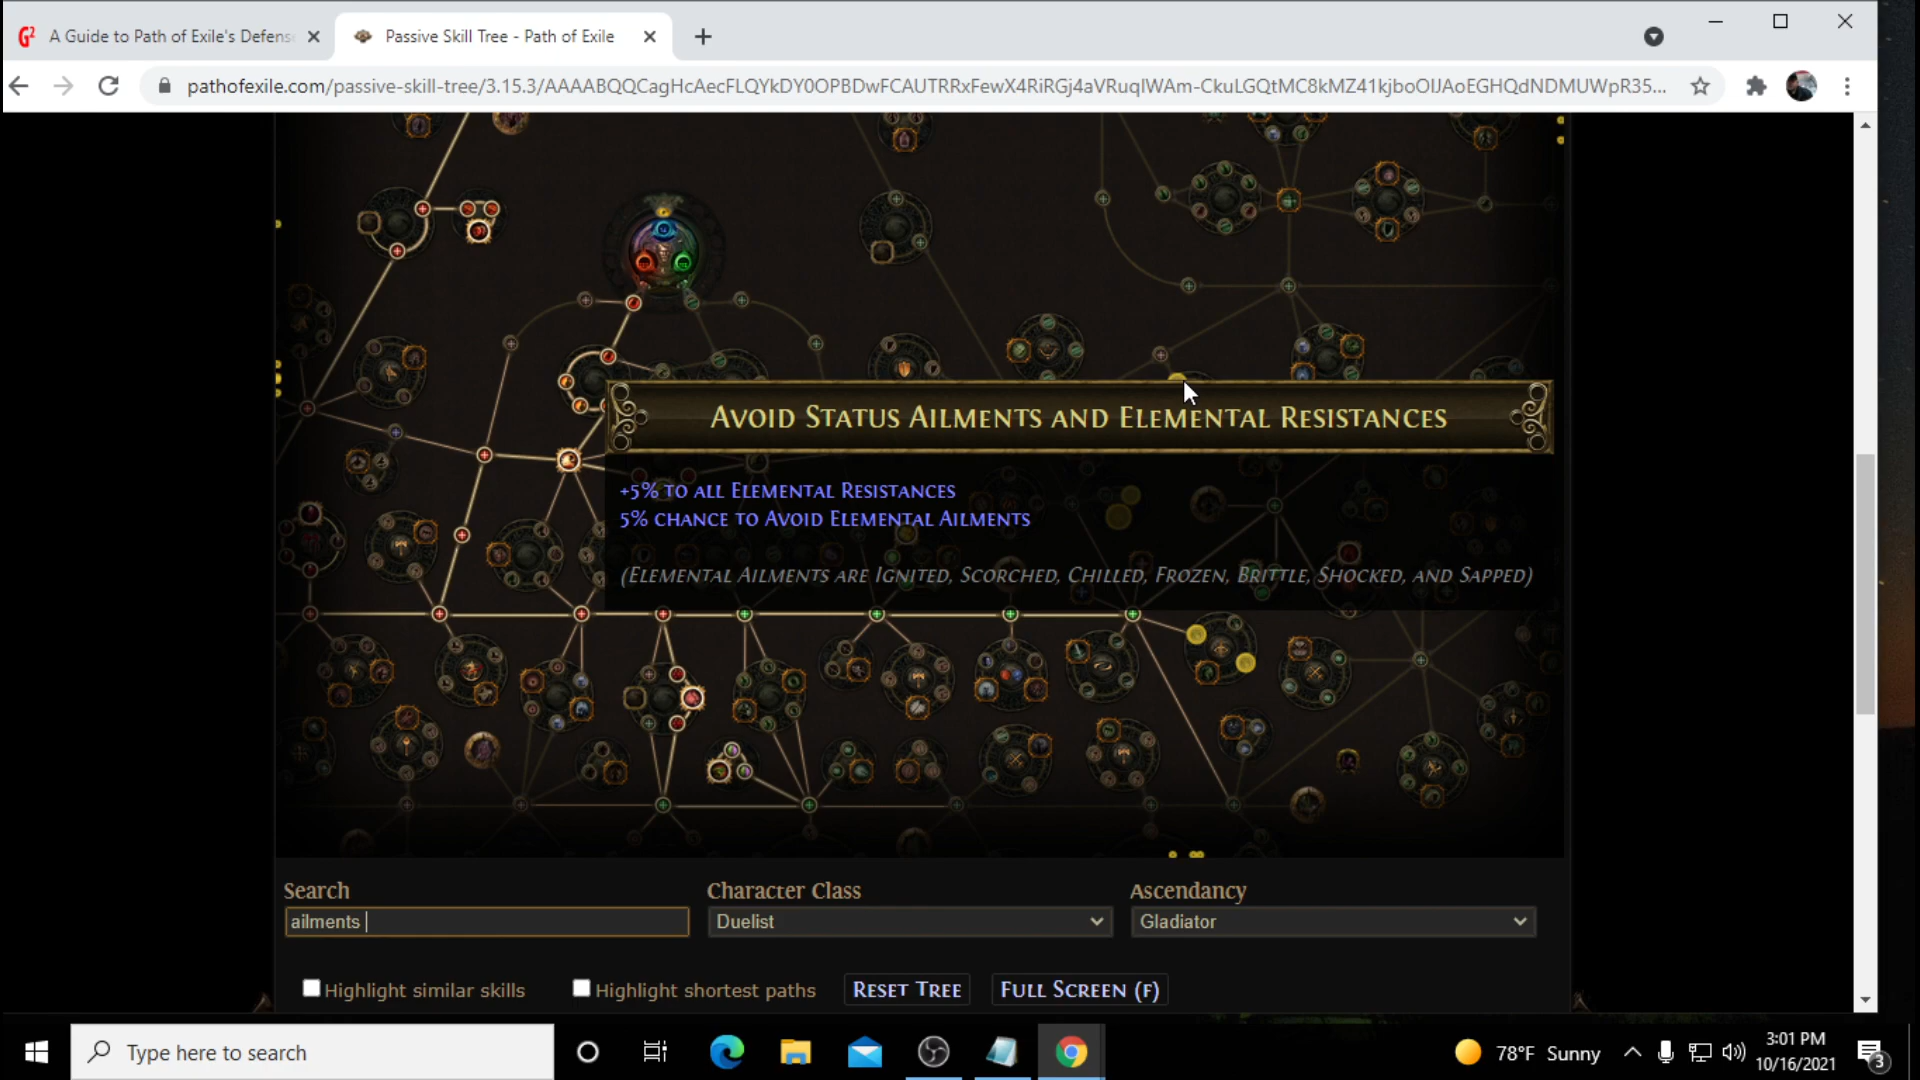 A Guide to Path of Exile's Defens
Passive Skill Tree - Path of Exile
pathofexile.com/passive-skill-tree/3.15.3/AAAABQQCagHcAecFLQYkDY0OPBDwFCAUTRRxFewX4RiRGj4aVRuqIWAm-CkuLGQtMC8kMZ41kjboOIJAoEGHQdNDMUWpR35...
Avoid Status Ailments and Elemental Resistances
+5% to all Elemental Resistances
5% chance to Avoid Elemental Ailments
(Elemental Ailments are Ignited, Scorched, Chilled, Frozen, Brittle, Shocked, and Sapped)
Search Character Class Ascendancy
ailments Duelist Gladiator
Highlight similar skills Highlight shortest paths Reset Tree Full Screen (F)
Type here to search
78°F Sunny
3:01 PM
10/16/2021
3